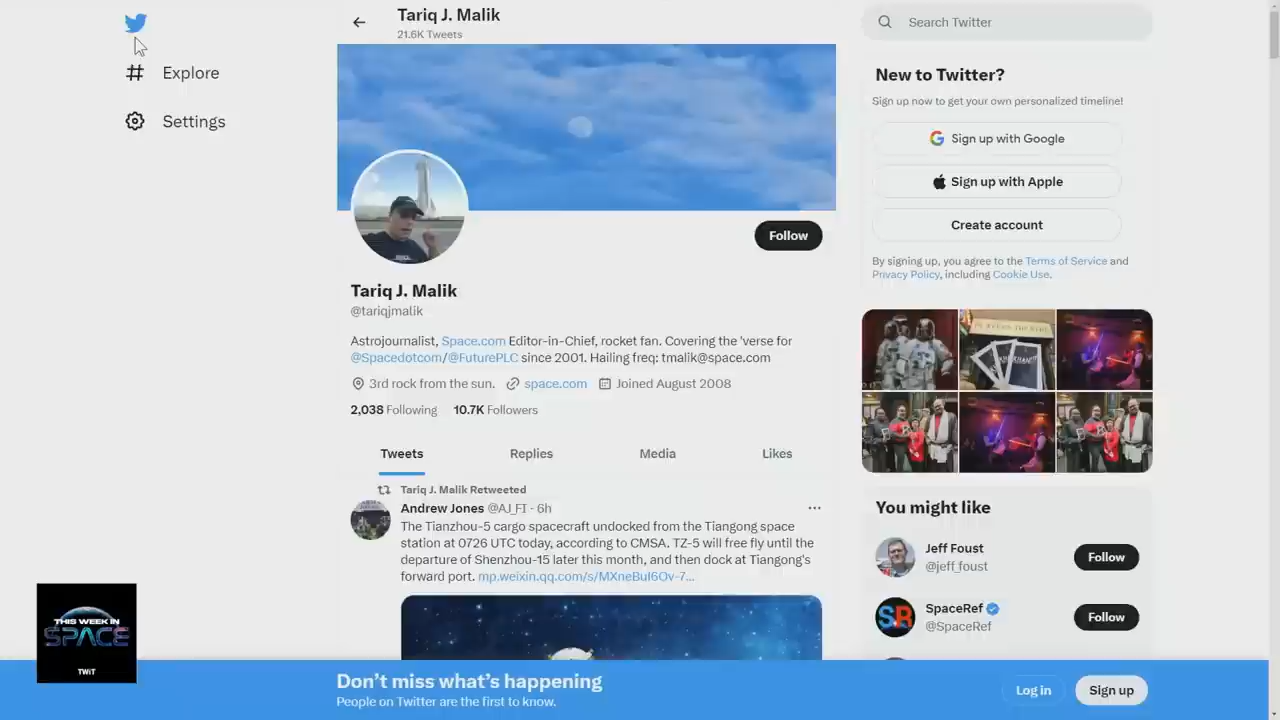 Tariq J. Malik
21.6K Tweets
Search Twitter
Explore
Settings
New to Twitter?
Sign up now to get your own personalized timeline!
Sign up with Google
Sign up with Apple
Create account
By signing up, you agree to the Terms of Service and
Privacy Policy, including Cookie Use.
Follow
Tariq J. Malik
@tariqjmalik
Astrojournalist, Space.com Editor-in-Chief, rocket fan. Covering the 'verse for
@Spacedotcom/@FuturePLC since 2001. Hailing freq: tmalik@space.com
3rd rock from the sun. space.com Joined August 2008
2,038 Following 10.7K Followers
Tweets Replies Media Likes
Tariq J. Malik Retweeted
Andrew Jones @AJ_FI · 6h
The Tianzhou-5 cargo spacecraft undocked from the Tiangong space
station at 0726 UTC today, according to CMSA. TZ-5 will free fly until the
departure of Shenzhou-15 later this month, and then dock at Tiangong's
forward port. mp.weixin.qq.com/s/MXneBuI6Ov-7...
You might like
Jeff Foust
@jeff_foust
Follow
SpaceRef
@SpaceRef
Follow
SR
THIS WEEK IN
SPACE
TWiT
Don't miss what's happening
People on Twitter are the first to know.
Log in
Sign up